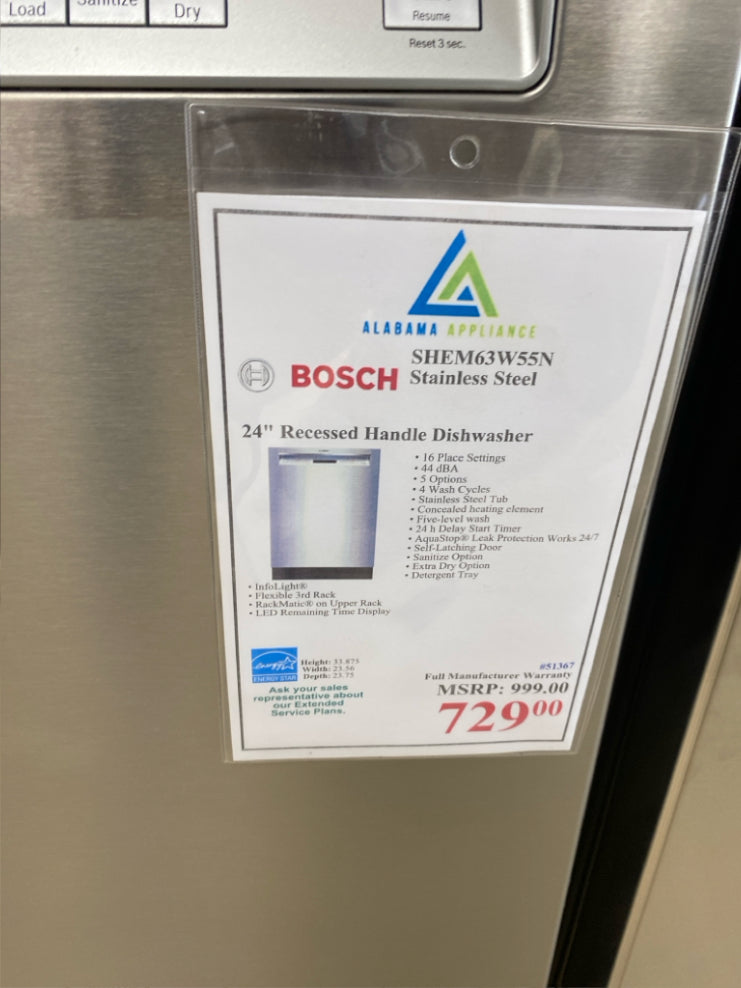 Load
Sanitize
Dry
Resume
Reset 3 sec.
ALABAMA APPLIANCE
SHEM63W55N
BOSCH Stainless Steel
24" Recessed Handle Dishwasher
• 16 Place Settings
• 44 dBA
• 5 Options
• 4 Wash Cycles
• Stainless Steel Tub
• Concealed heating element
• Five-level wash
• 24 h Delay Start Timer
• AquaStop® Leak Protection Works 24/7
• Self-Latching Door
• Sanitize Option
• Extra Dry Option
• Detergent Tray
• InfoLight®
• Flexible 3rd Rack
• RackMatic® on Upper Rack
• LED Remaining Time Display
energy
ENERGY STAR
Height: 33.875
Width: 23.56
Depth: 23.75
Ask your sales
representative about
our Extended
Service Plans.
#51367
Full Manufacturer Warranty
MSRP: 999.00
729⁰⁰